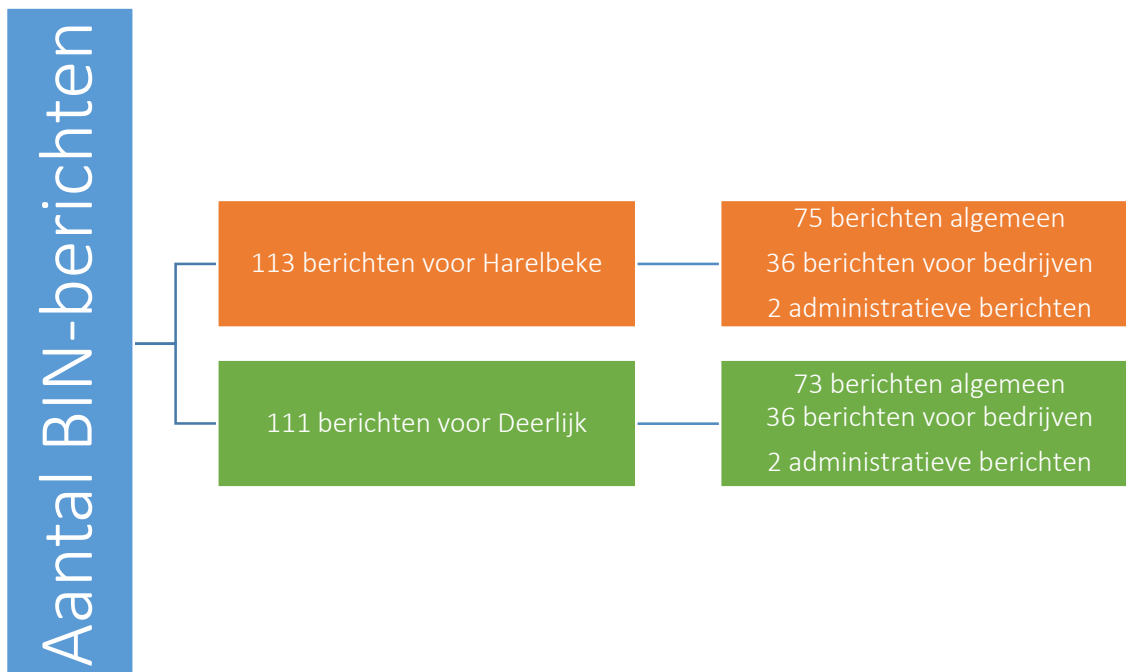 Aantal BIN-berichten
113 berichten voor Harelbeke
75 berichten algemeen
36 berichten voor bedrijven
2 administratieve berichten
111 berichten voor Deerlijk
73 berichten algemeen
36 berichten voor bedrijven
2 administratieve berichten